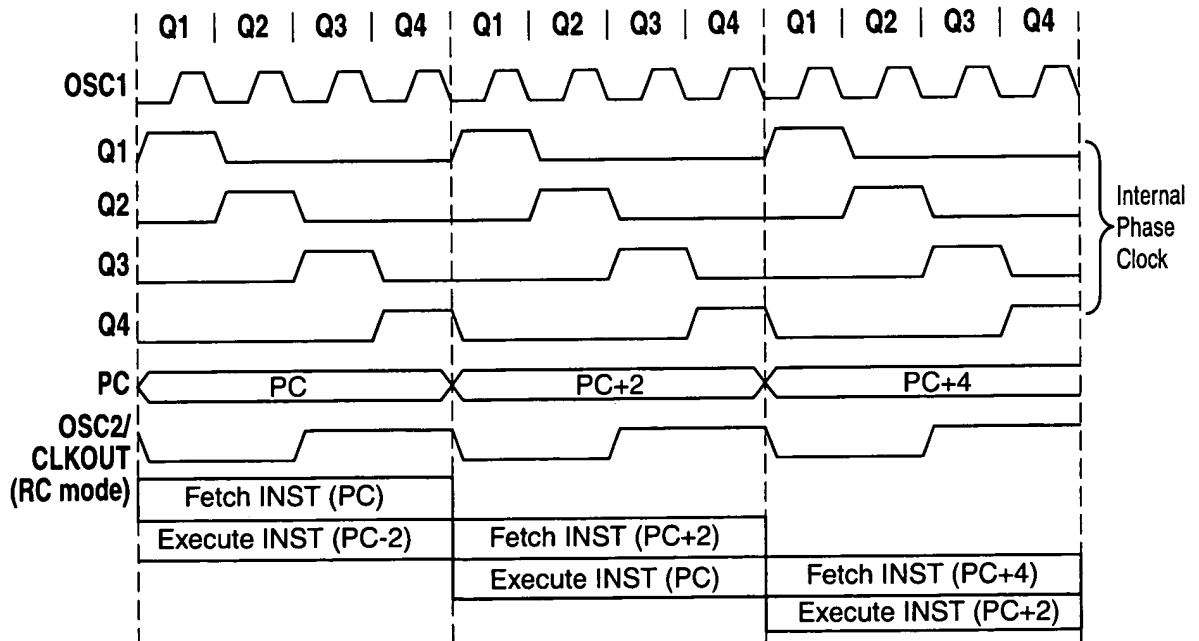 Q1 | Q2 | Q3 | Q4 | Q1 | Q2 | Q3 | Q4 | Q1 | Q2 | Q3 | Q4
OSC1
Q1
Q2
Q3
Q4
Internal
Phase
Clock
PC
PC PC+2 PC+4
OSC2/
CLKOUT
(RC mode)
Fetch INST (PC)
Execute INST (PC-2) Fetch INST (PC+2)
Execute INST (PC) Fetch INST (PC+4)
Execute INST (PC+2)